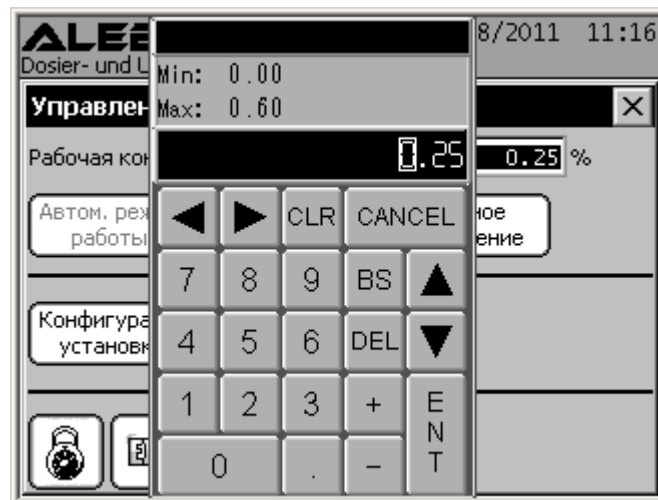 ALE
8/2011 11:16
Dosier- und
Min: 0.00
Max: 0.60
Управлен
0.25
Рабочая кон
0.25 %
Автом. реж
работы
ное
ение
CLR CANCEL
7 8 9 BS
Конфигура
установк
4 5 6 DEL
1 2 3 + ENT
0 . -